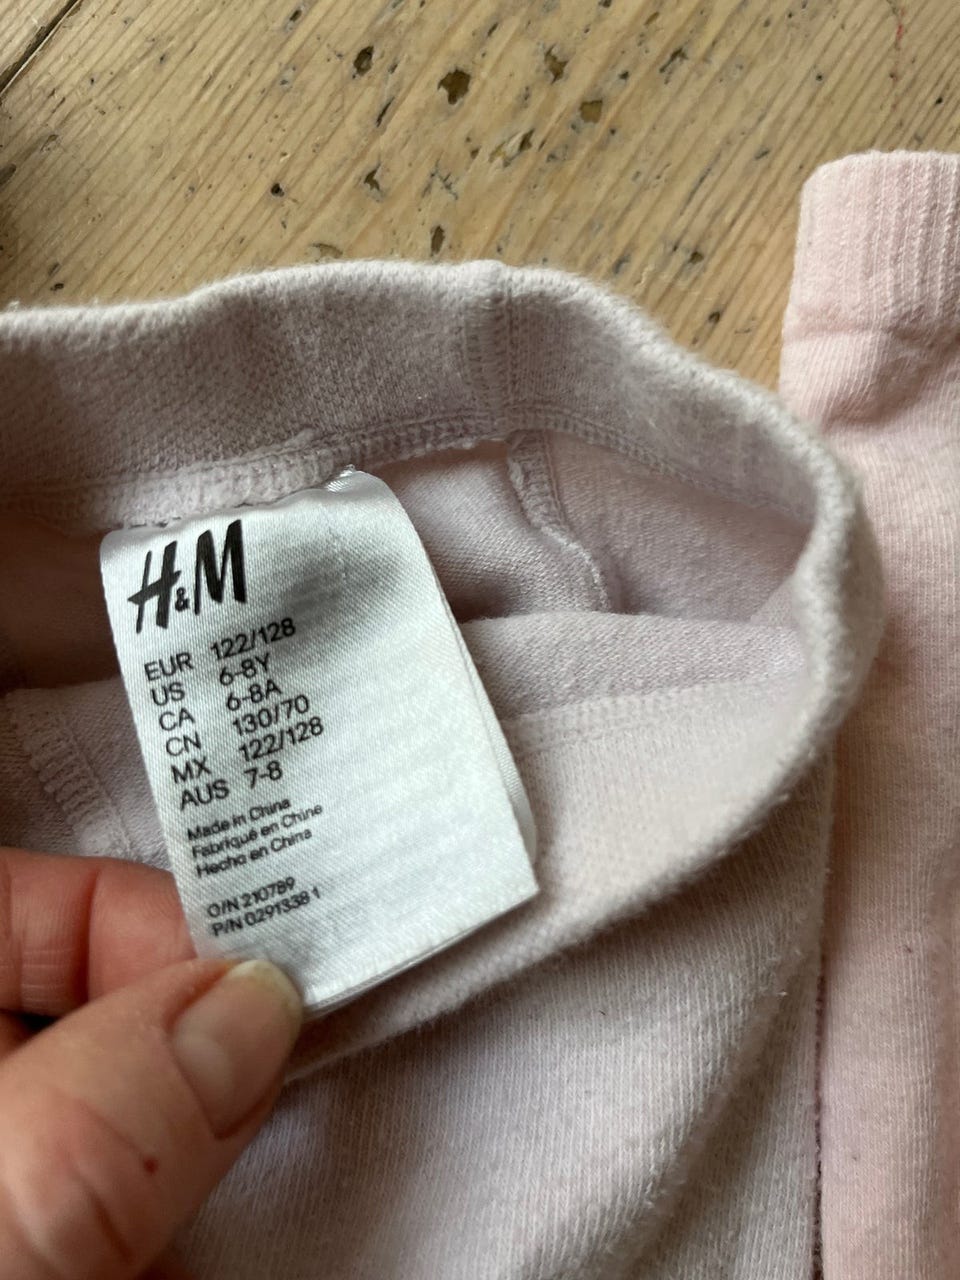 H&M
EUR 122/128
US 6-8Y
CA 6-8A
CN 130/70
MX 122/128
AUS 7-8
Made in China
Fabriqué en Chine
Hecho en China
O/N 210789
P/N 0291338 1